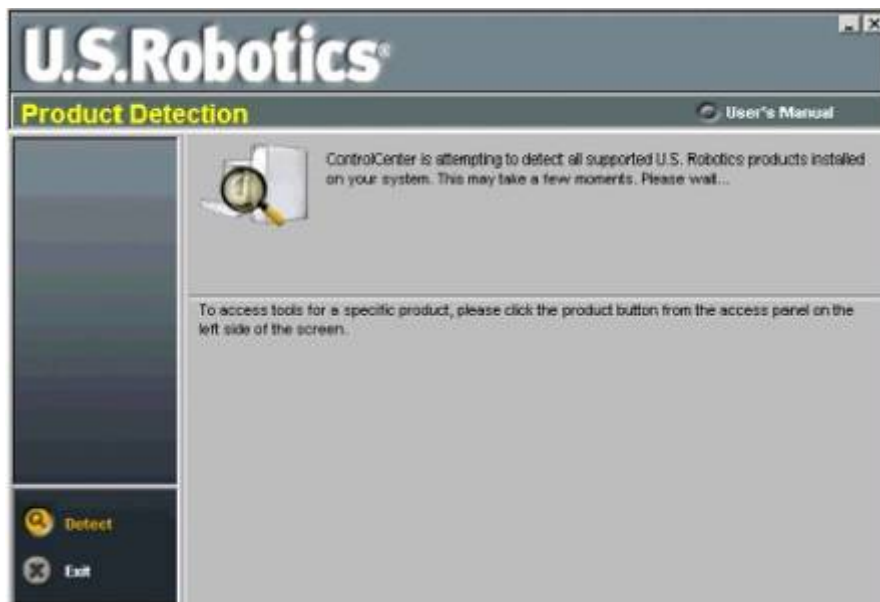 U.S.Robotics®
Product Detection
User's Manual
ControlCenter is attempting to detect all supported U.S. Robotics products installed
on your system. This may take a few moments. Please wait...
To access tools for a specific product, please click the product button from the access panel on the
left side of the screen.
Detect
Exit